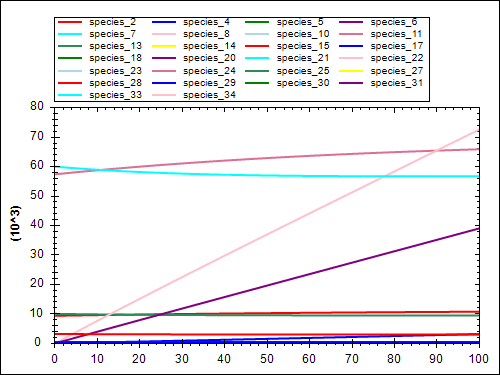 species_2 species_4 species_5 species_6
species_7 species_8 species_10 species_11
species_13 species_14 species_15 species_17
species_18 species_20 species_21 species_22
species_23 species_24 species_25 species_27
species_28 species_29 species_30 species_31
species_33 species_34
80
70
60
50
40
30
20
10
0
(10^3)
0 10 20 30 40 50 60 70 80 90 100